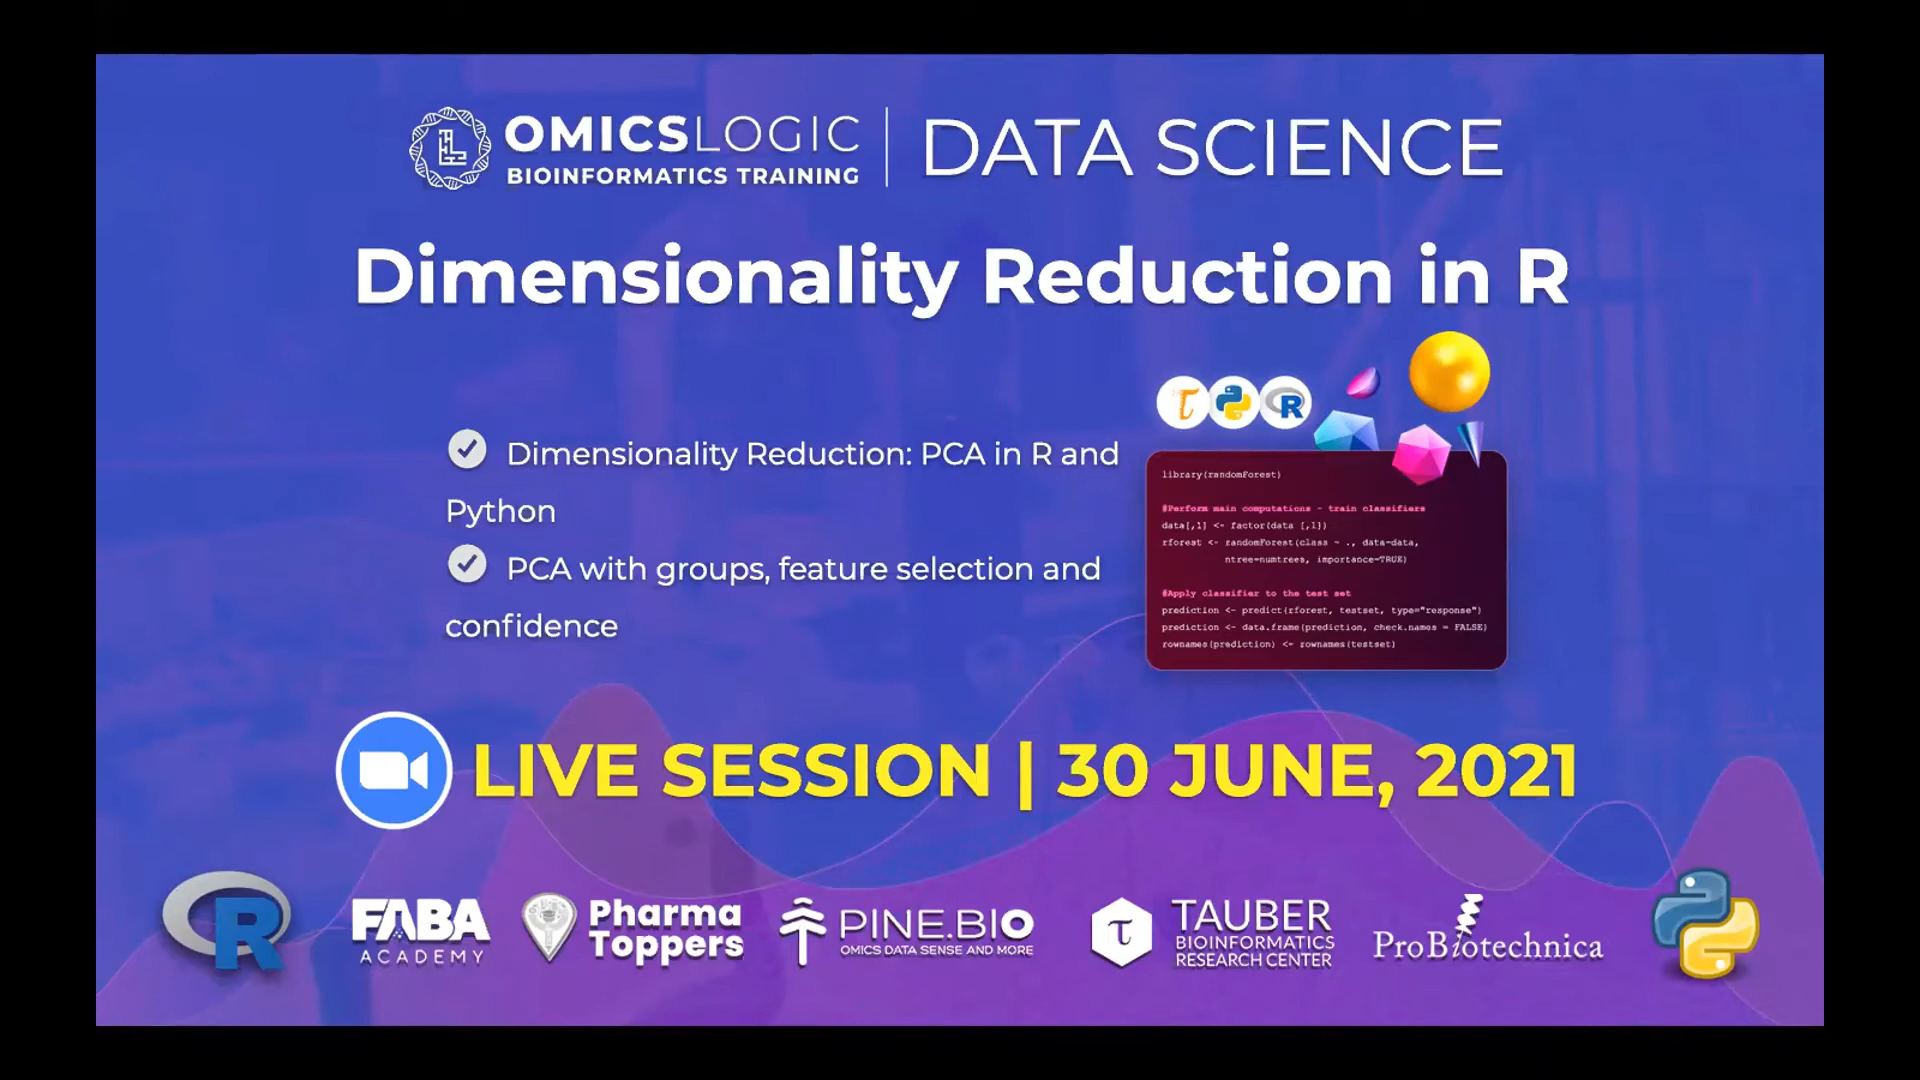 OMICSLOGIC
BIOINFORMATICS TRAINING
DATA SCIENCE
Dimensionality Reduction in R
Dimensionality Reduction: PCA in R and
Python
PCA with groups, feature selection and
confidence
τ
R
library(randomForest)
#Perform main computations - train classifiers
data[,1] <- factor(data [,1])
rforest <- randomForest(class ~ ., data=data,
ntree=numtrees, importance=TRUE)
#Apply classifier to the test set
prediction <- predict(rforest, testset, type="response")
prediction <- data.frame(prediction, check.names = FALSE)
rownames(prediction) <- rownames(testset)
LIVE SESSION | 30 JUNE, 2021
R
FABA
ACADEMY
Pharma
Toppers
PINE.BIO
OMICS DATA SENSE AND MORE
τ
TAUBER
BIOINFORMATICS
RESEARCH CENTER
ProBiotechnica